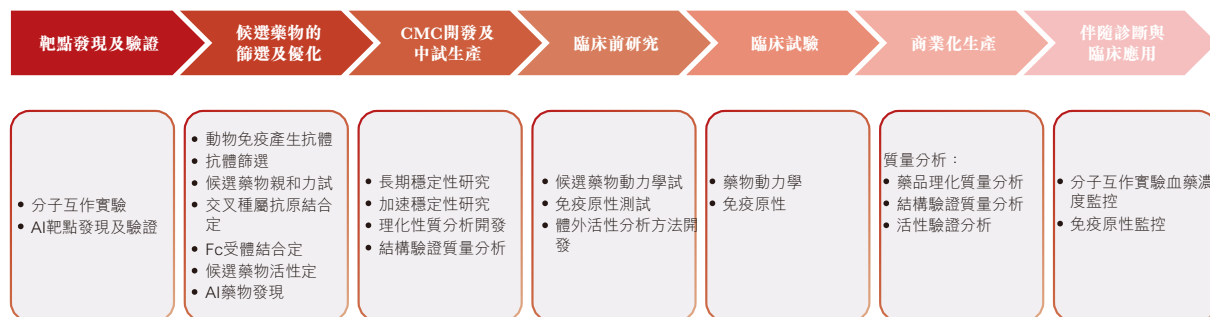 靶點發現及驗證
候選藥物的
篩選及優化
CMC開發及
中試生產
臨床前研究
臨床試驗
商業化生產
伴隨診斷與
臨床應用
• 分子互作實驗
• AI靶點發現及驗證
• 動物免疫產生抗體
• 抗體篩選
• 候選藥物親和力試
• 交叉種屬抗原結合
定
• Fc受體結合定
• 候選藥物活性定
• AI藥物發現
• 長期穩定性研究
• 加速穩定性研究
• 理化性質分析開發
• 結構驗證質量分析
• 候選藥物動力學試
• 免疫原性測試
• 體外活性分析方法開
發
• 藥物動力學
• 免疫原性
質量分析：
• 藥品理化質量分析
• 結構驗證質量分析
• 活性驗證分析
• 分子互作實驗血藥濃
度監控
• 免疫原性監控